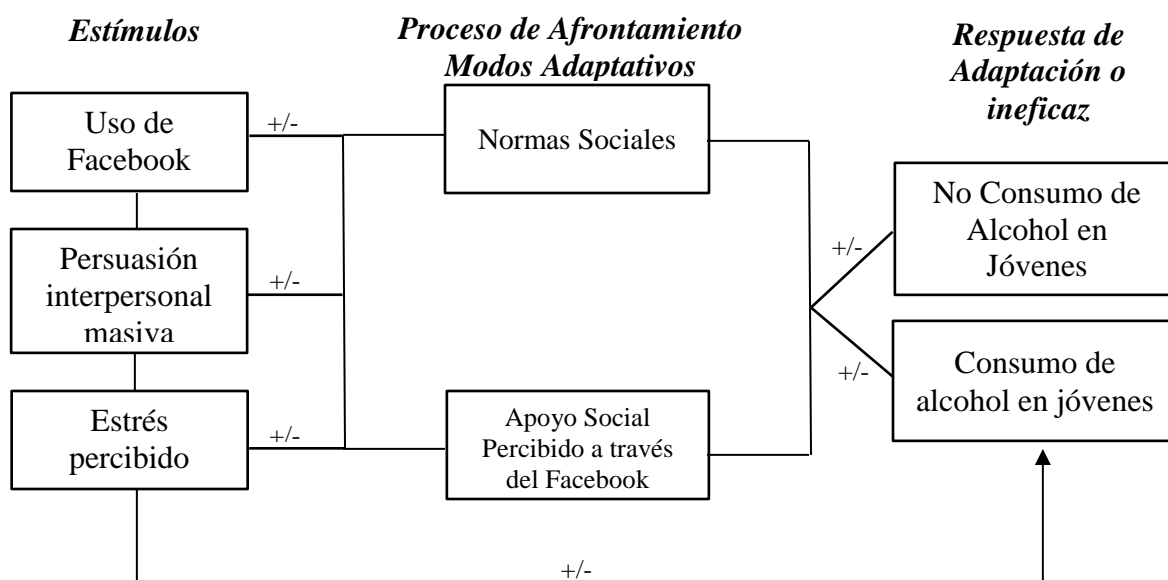 Estímulos
Proceso de Afrontamiento
Modos Adaptativos
Respuesta de
Adaptación o
ineficaz
Uso de
Facebook
+/-
Normas Sociales
No Consumo de
Alcohol en
Jóvenes
+/-
Persuasión
interpersonal
masiva
+/-
Consumo de
alcohol en jóvenes
+/-
Estrés
percibido
+/-
Apoyo Social
Percibido a través
del Facebook
+/-